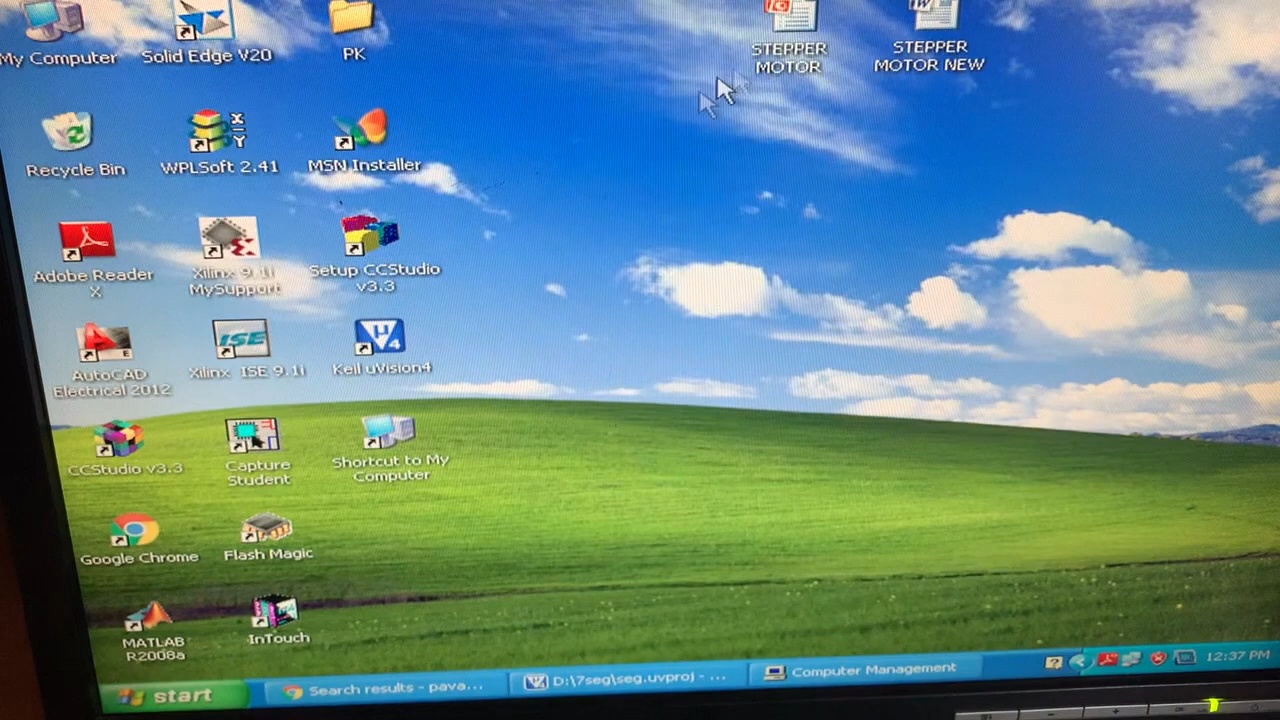 My Computer
Solid Edge V20
PK
STEPPER
MOTOR
STEPPER
MOTOR NEW
Recycle Bin
WPLSoft 2.41
MSN Installer
Adobe Reader
X
Xilinx 9.1i
MySupport
Setup CCStudio
v3.3
AutoCAD
Electrical 2012
Xilinx ISE 9.1i
Keil uVision4
CCStudio v3.3
Capture
Student
Shortcut to My
Computer
Google Chrome
Flash Magic
MATLAB
R2008a
InTouch
start
Search results - pava...
D:\7seg\seg.uvproj - ...
Computer Management
12:37 PM